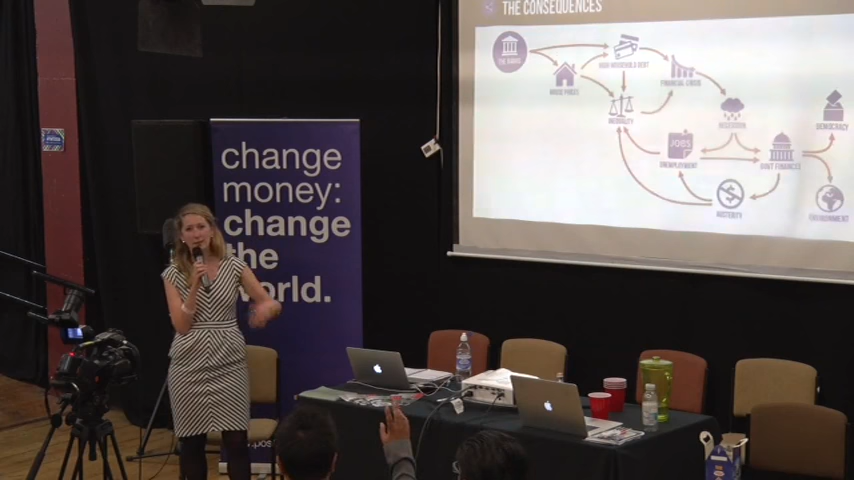 THE CONSEQUENCES
THE BANKS
HIGH HOUSEHOLD DEBT
HOUSE PRICES
FINANCIAL CRISIS
INEQUALITY
RECESSION
DEMOCRACY
JOBS
UNEMPLOYMENT
GOVT FINANCES
AUSTERITY
ENVIRONMENT
change
money:
change
the
world.